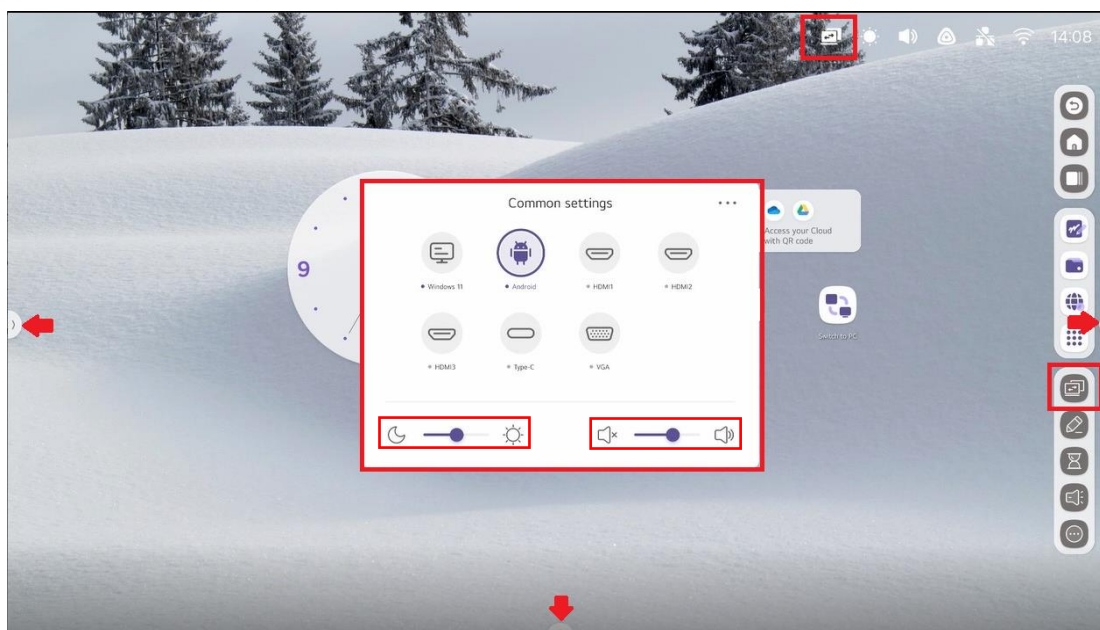 14:08
Common settings
Access your Cloud
with QR code
9
Windows 11
Android
HDMI1
HDMI2
Switch to PC
HDMI3
Type-C
VGA